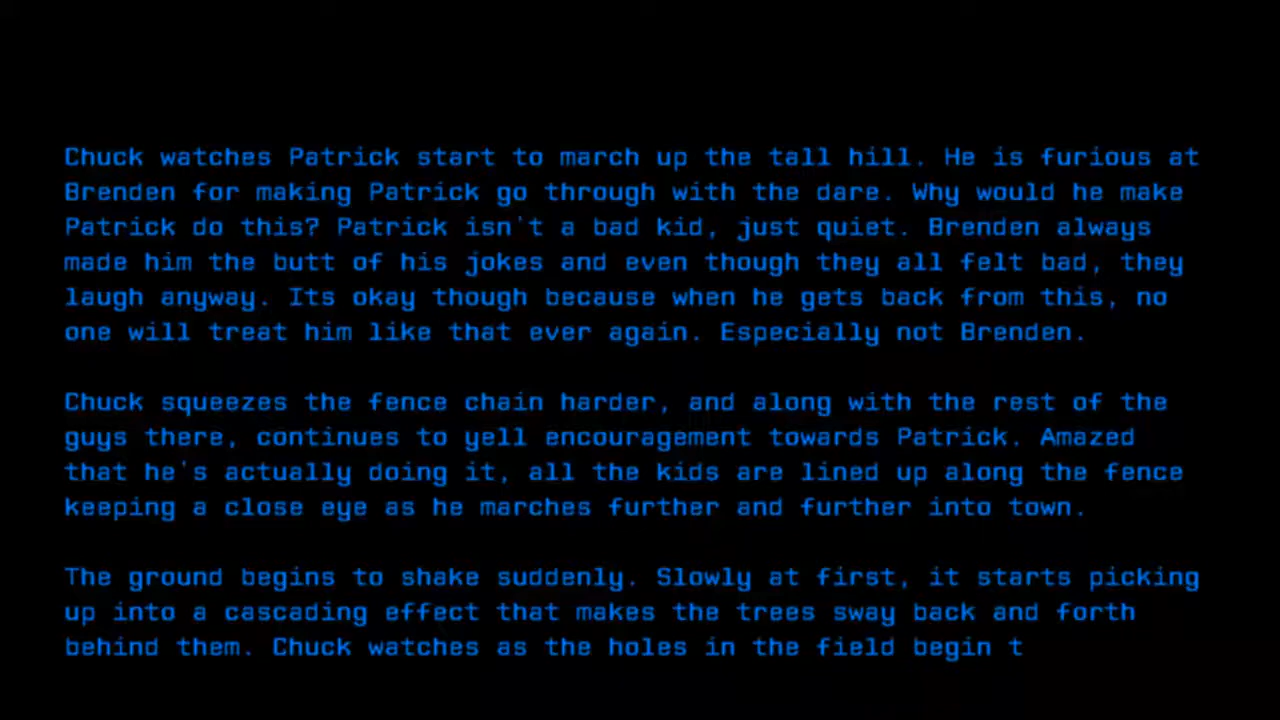 Chuck watches Patrick start to march up the tall hill. He is furious at
Brenden for making Patrick go through with the dare. Why would he make
Patrick do this? Patrick isn't a bad kid, just quiet. Brenden always
made him the butt of his jokes and even though they all felt bad, they
laugh anyway. Its okay though because when he gets back from this, no
one will treat him like that ever again. Especially not Brenden.
Chuck squeezes the fence chain harder, and along with the rest of the
guys there, continues to yell encouragement towards Patrick. Amazed
that he's actually doing it, all the kids are lined up along the fence
keeping a close eye as he marches further and further into town.
The ground begins to shake suddenly. Slowly at first, it starts picking
up into a cascading effect that makes the trees sway back and forth
behind them. Chuck watches as the holes in the field begin t